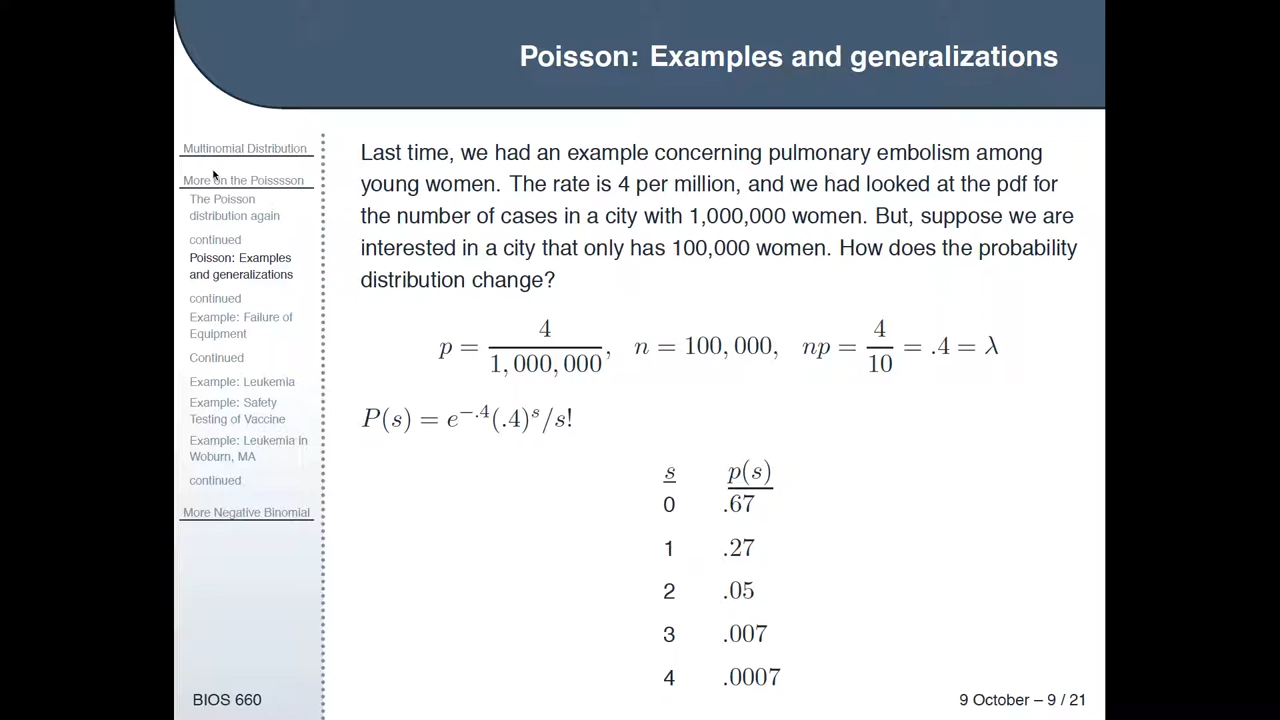 Poisson: Examples and generalizations
Multinomial Distribution
More on the Poisssson
The Poisson
distribution again
continued
Poisson: Examples
and generalizations
continued
Example: Failure of
Equipment
Continued
Example: Leukemia
Example: Safety
Testing of Vaccine
Example: Leukemia in
Woburn, MA
continued
More Negative Binomial
Last time, we had an example concerning pulmonary embolism among
young women. The rate is 4 per million, and we had looked at the pdf for
the number of cases in a city with 1,000,000 women. But, suppose we are
interested in a city that only has 100,000 women. How does the probability
distribution change?
p = 4/1,000,000, n = 100,000, np = 4/10 = .4 = λ
P(s) = e^{-.4}(.4)^s/s!
s p(s)
0 .67
1 .27
2 .05
3 .007
4 .0007
BIOS 660
9 October – 9 / 21